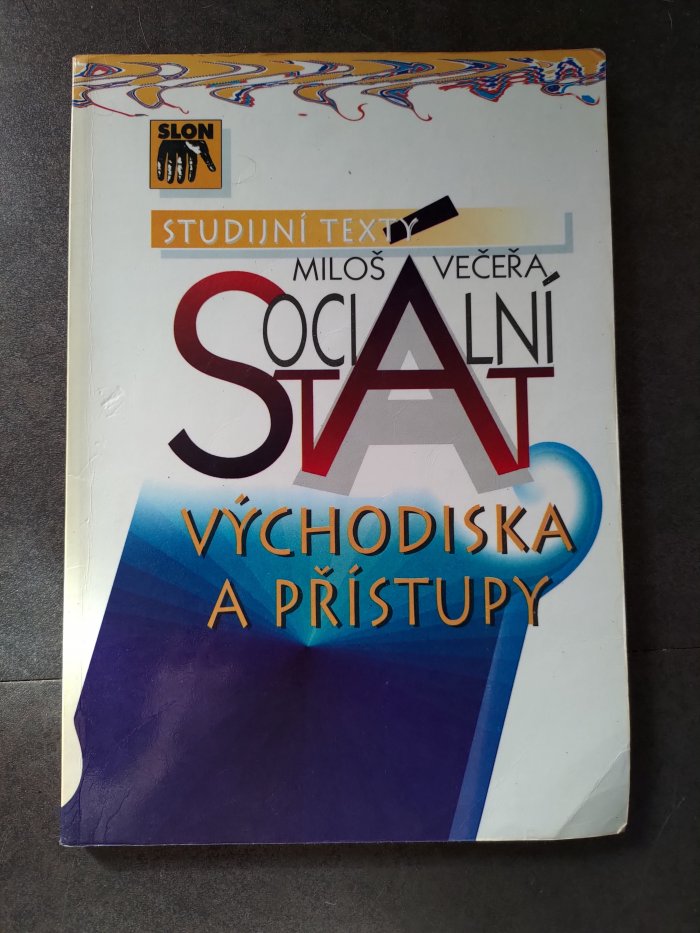 SLON
STUDIJNÍ TEXTY
MILOŠ VEČEŘA
SOCIÁLNÍ
STÁT
VÝCHODISKA
A PŘÍSTUPY